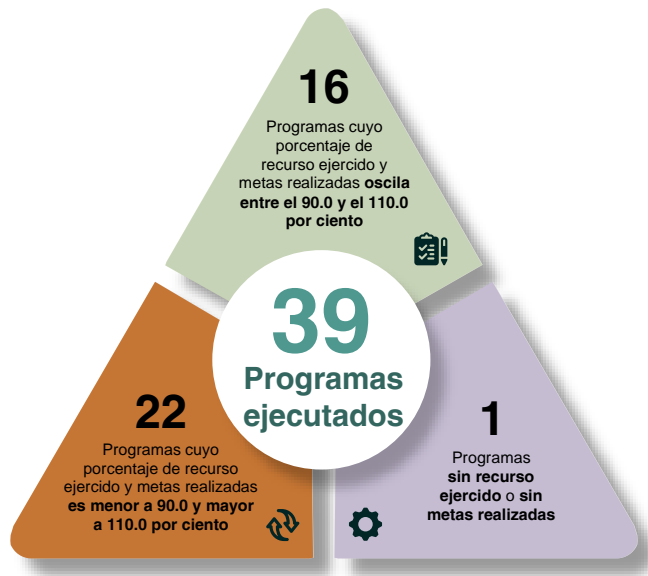 16
Programas cuyo
porcentaje de
recurso ejercido y
metas realizadas oscila
entre el 90.0 y el 110.0
por ciento
39
Programas
ejecutados
22
Programas cuyo
porcentaje de recurso
ejercido y metas realizadas
es menor a 90.0 y mayor
a 110.0 por ciento
1
Programas
sin recurso
ejercido o sin
metas realizadas